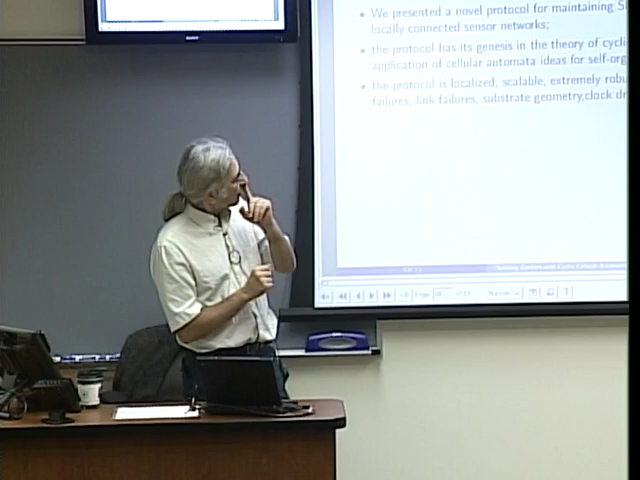 SONY
• We presented a novel protocol for maintaining
locally connected sensor networks;
• the protocol has its genesis in the theory of cycli
application of cellular automata ideas for self-org
• the protocol is localized, scalable, extremely robu
failures, link failures, substrate geometry,clock dr